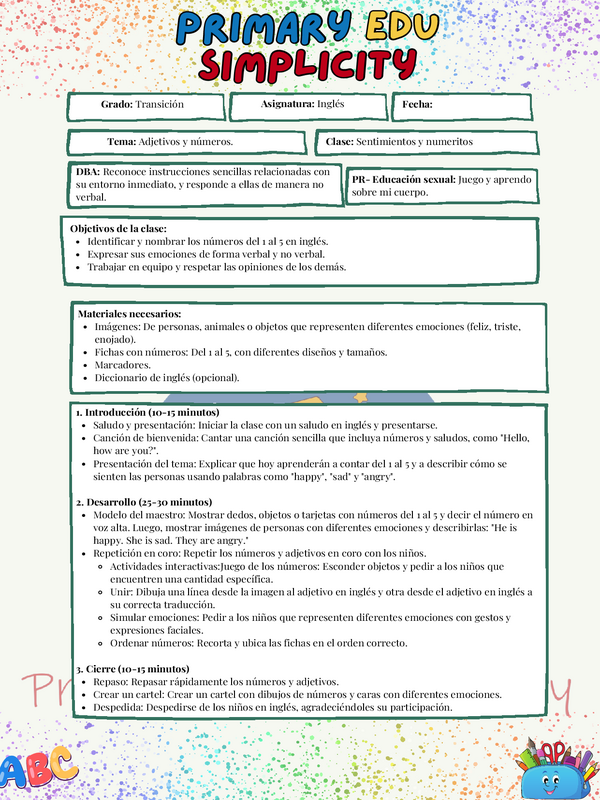 PRIMARY EDU
SIMPLICITY
Grado: Transición
Asignatura: Inglés
Fecha:
Tema: Adjetivos y números.
Clase: Sentimientos y numeritos
DBA: Reconoce instrucciones sencillas relacionadas con
su entorno inmediato, y responde a ellas de manera no
verbal.
PR- Educación sexual: Juego y aprendo
sobre mi cuerpo.
Objetivos de la clase:
• Identificar y nombrar los números del 1 al 5 en inglés.
• Expresar sus emociones de forma verbal y no verbal.
• Trabajar en equipo y respetar las opiniones de los demás.
Materiales necesarios:
• Imágenes: De personas, animales o objetos que representen diferentes emociones (feliz, triste,
enojado).
• Fichas con números: Del 1 al 5, con diferentes diseños y tamaños.
• Marcadores.
• Diccionario de inglés (opcional).
1. Introducción (10-15 minutos)
• Saludo y presentación: Iniciar la clase con un saludo en inglés y presentarse.
• Canción de bienvenida: Cantar una canción sencilla que incluya números y saludos, como "Hello,
how are you?".
• Presentación del tema: Explicar que hoy aprenderán a contar del 1 al 5 y a describir cómo se
sienten las personas usando palabras como "happy", "sad" y "angry".
2. Desarrollo (25-30 minutos)
• Modelo del maestro: Mostrar dedos, objetos o tarjetas con números del 1 al 5 y decir el número en
voz alta. Luego, mostrar imágenes de personas con diferentes emociones y describirlas: "He is
happy. She is sad. They are angry."
• Repetición en coro: Repetir los números y adjetivos en coro con los niños.
◦ Actividades interactivas:Juego de los números: Esconder objetos y pedir a los niños que
encuentren una cantidad específica.
◦ Unir: Dibuja una línea desde la imagen al adjetivo en inglés y otra desde el adjetivo en inglés a
su correcta traducción.
◦ Simular emociones: Pedir a los niños que representen diferentes emociones con gestos y
expresiones faciales.
◦ Ordenar números: Recorta y ubica las fichas en el orden correcto.
3. Cierre (10-15 minutos)
• Repaso: Repasar rápidamente los números y adjetivos.
• Crear un cartel: Crear un cartel con dibujos de números y caras con diferentes emociones.
• Despedida: Despedirse de los niños en inglés, agradeciéndoles su participación.
ABC